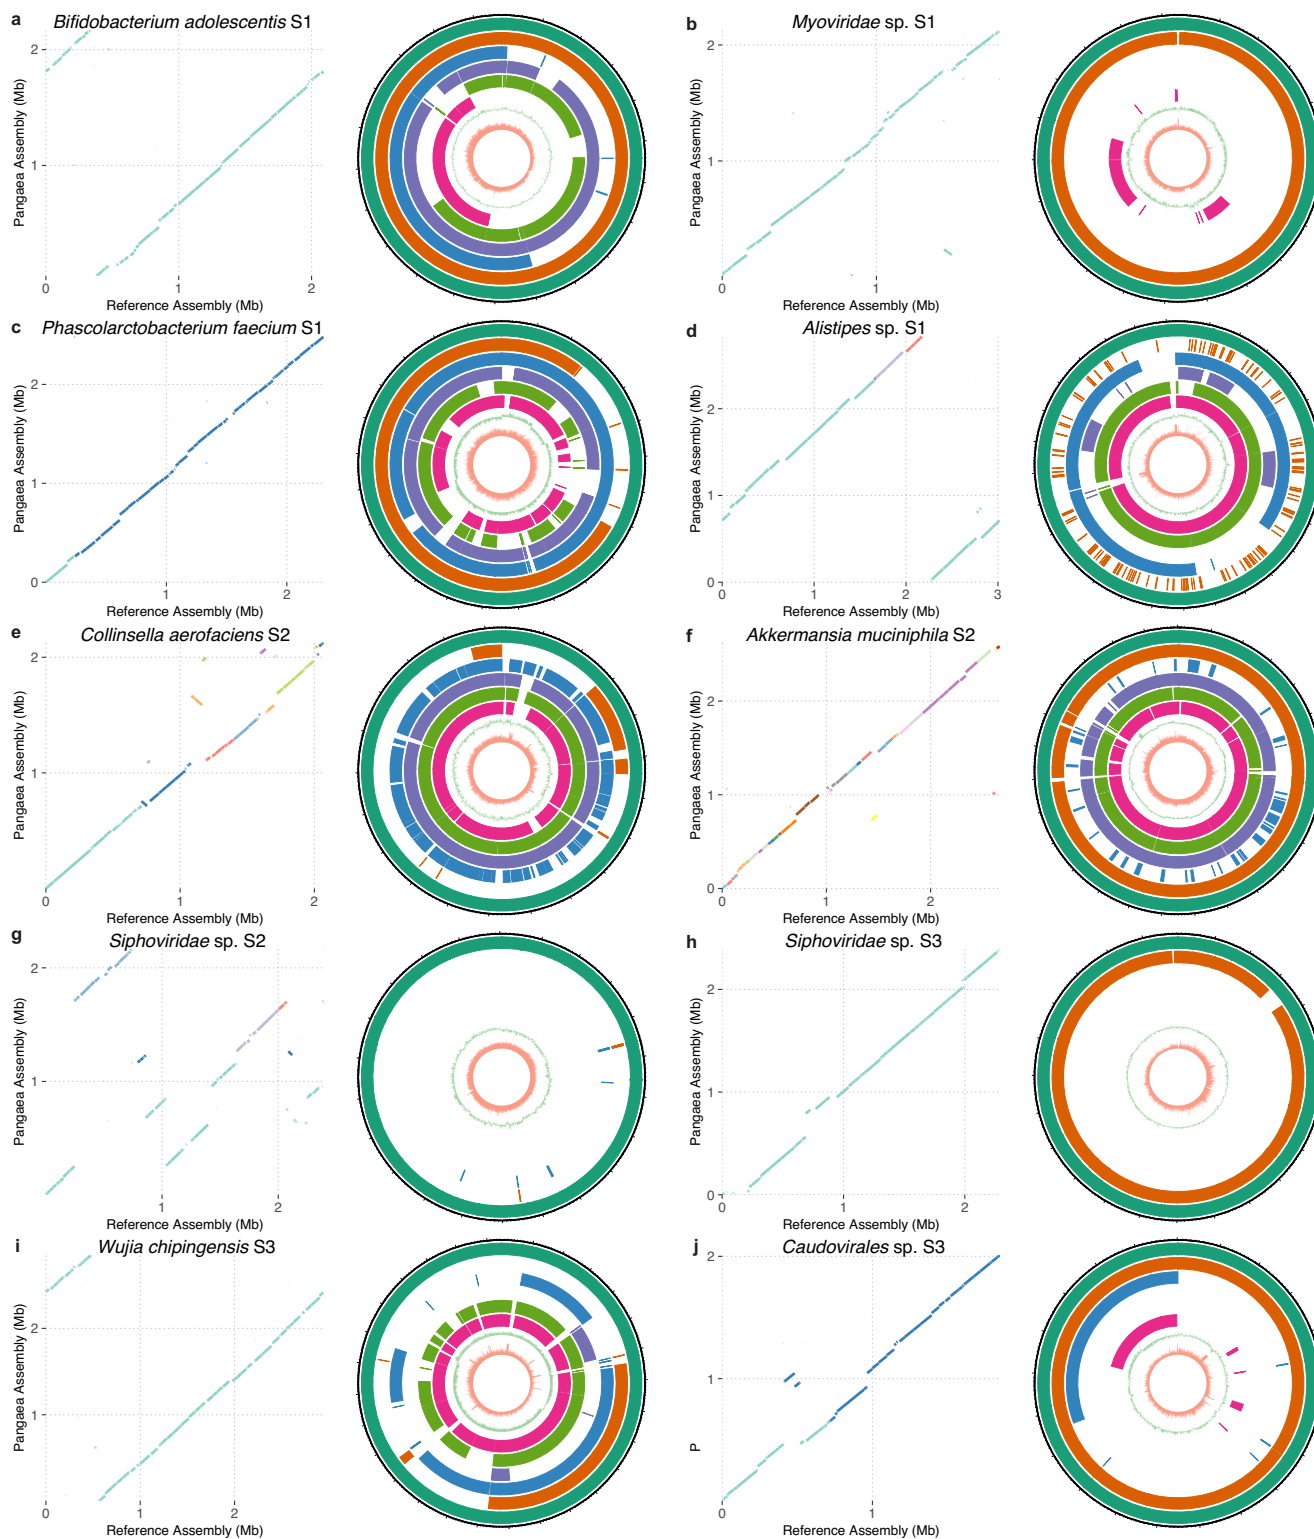 a Bifidobacterium adolescentis S1
Pangaea Assembly (Mb)
2
1
0
0 1 2
Reference Assembly (Mb)
b Myoviridae sp. S1
Pangaea Assembly (Mb)
2
1
0
1
Reference Assembly (Mb)
c Phascolarctobacterium faecium S1
Pangaea Assembly (Mb)
2
1
0
1 2
Reference Assembly (Mb)
d Alistipes sp. S1
Pangaea Assembly (Mb)
2
1
0
0 1 2 3
Reference Assembly (Mb)
e Collinsella aerofaciens S2
Pangaea Assembly (Mb)
2
1
0
1 2
Reference Assembly (Mb)
f Akkermansia muciniphila S2
Pangaea Assembly (Mb)
2
1
0
0 1 2
Reference Assembly (Mb)
g Siphoviridae sp. S2
Pangaea Assembly (Mb)
2
1
0
1 2
Reference Assembly (Mb)
h Siphoviridae sp. S3
Pangaea Assembly (Mb)
2
1
0
0 1 2
Reference Assembly (Mb)
i Wujia chipingensis S3
Pangaea Assembly (Mb)
2
1
0 1 2
Reference Assembly (Mb)
j Caudovirales sp. S3
P
2
1
0
1
Reference Assembly (Mb)